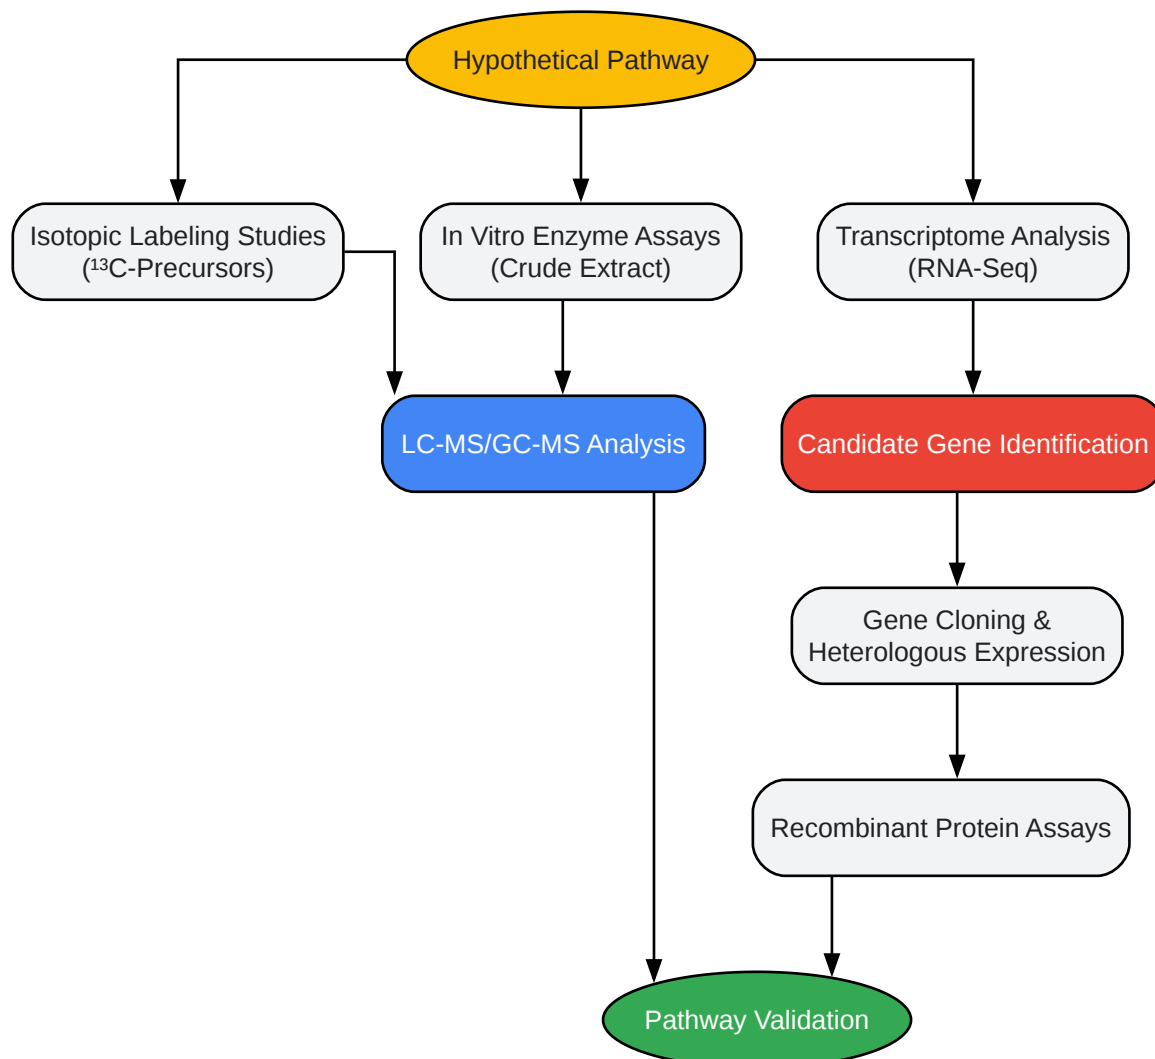 Hypothetical Pathway
Isotopic Labeling Studies
(¹³C-Precursors)
In Vitro Enzyme Assays
(Crude Extract)
Transcriptome Analysis
(RNA-Seq)
LC-MS/GC-MS Analysis
Candidate Gene Identification
Gene Cloning &
Heterologous Expression
Recombinant Protein Assays
Pathway Validation